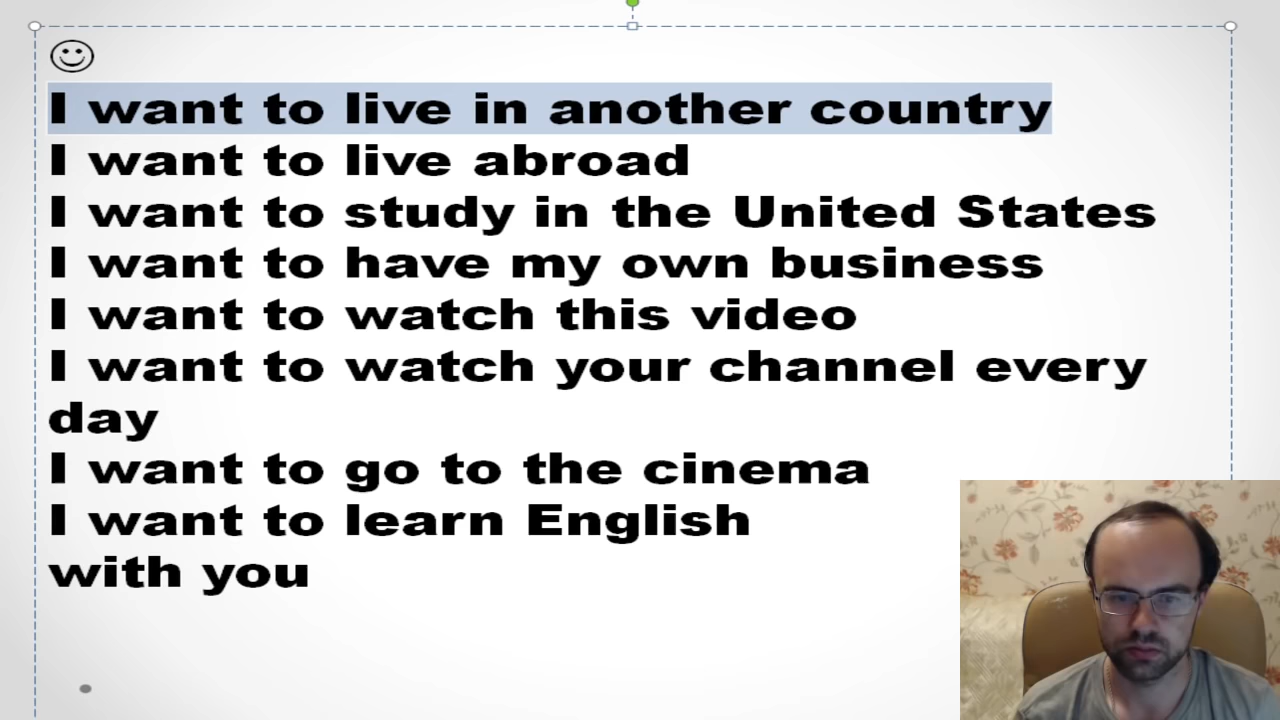 I want to live in another country
I want to live abroad
I want to study in the United States
I want to have my own business
I want to watch this video
I want to watch your channel every
day
I want to go to the cinema
I want to learn English
with you